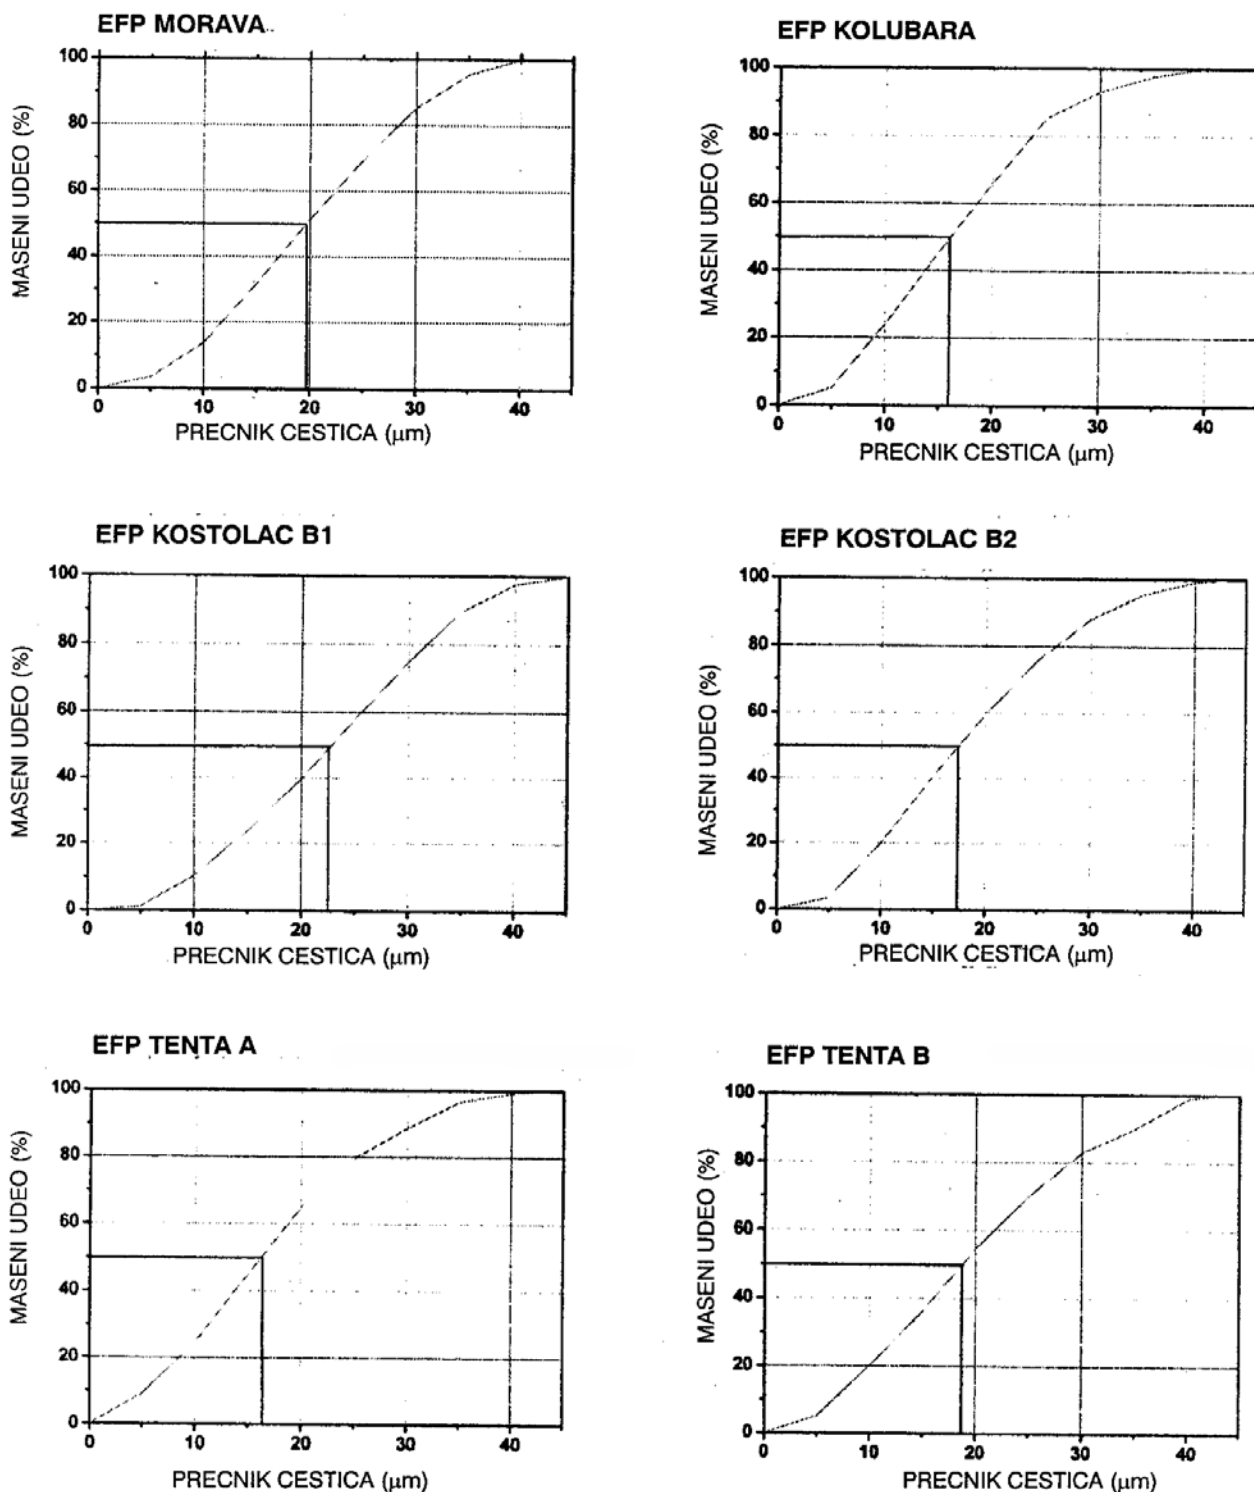 EFP MORAVA
MASENI UDEO (%)
100
80
60
40
20
0
0 10 20 30 40
PRECNIK CESTICA (μm)
EFP KOLUBARA
MASENI UDEO (%)
100
80
60
40
20
0
0 10 20 30 40
PRECNIK CESTICA (μm)
EFP KOSTOLAC B1
MASENI UDEO (%)
100
80
60
40
20
0
0 10 20 30 40
PRECNIK CESTICA (μm)
EFP KOSTOLAC B2
MASENI UDEO (%)
100
80
60
40
20
0
0 10 20 30 40
PRECNIK CESTICA (μm)
EFP TENTA A
MASENI UDEO (%)
100
80
60
40
20
0
0 10 20 30 40
PRECNIK CESTICA (μm)
EFP TENTA B
MASENI UDEO (%)
100
80
60
40
20
0
0 10 20 30 40
PRECNIK CESTICA (μm)